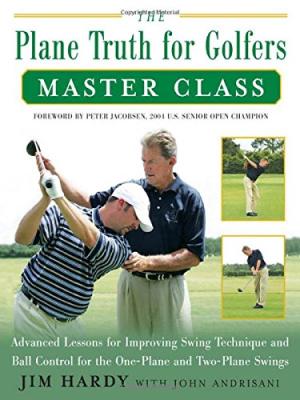 THE
Plane Truth for Golfers
MASTER CLASS
FOREWORD BY PETER JACOBSEN, 2004 U.S. SENIOR OPEN CHAMPION
Advanced Lessons for Improving Swing Technique and
Ball Control for the One-Plane and Two-Plane Swings
JIM HARDY WITH JOHN ANDRISANI